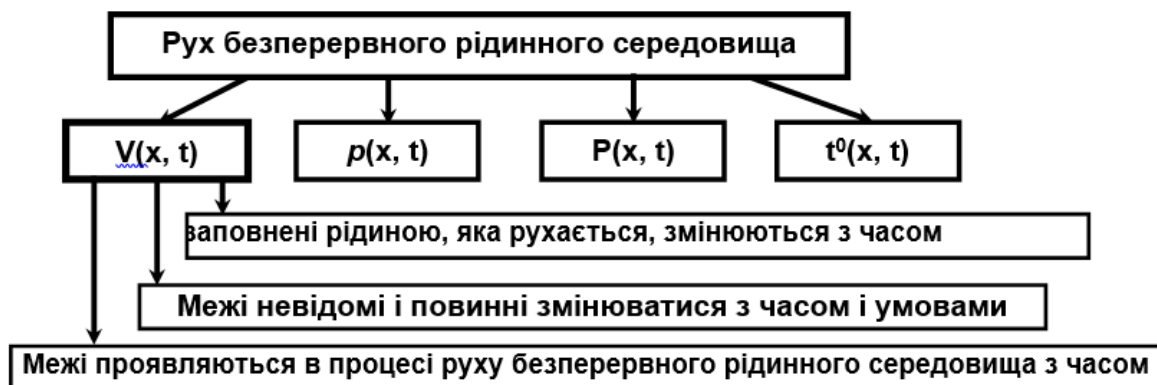 Рух безперервного рідинного середовища
V(x, t)
p(x, t)
P(x, t)
t⁰(x, t)
заповнені рідиною, яка рухається, змінюються з часом
Межі невідомі і повинні змінюватися з часом і умовами
Межі проявляються в процесі руху безперервного рідинного середовища з часом